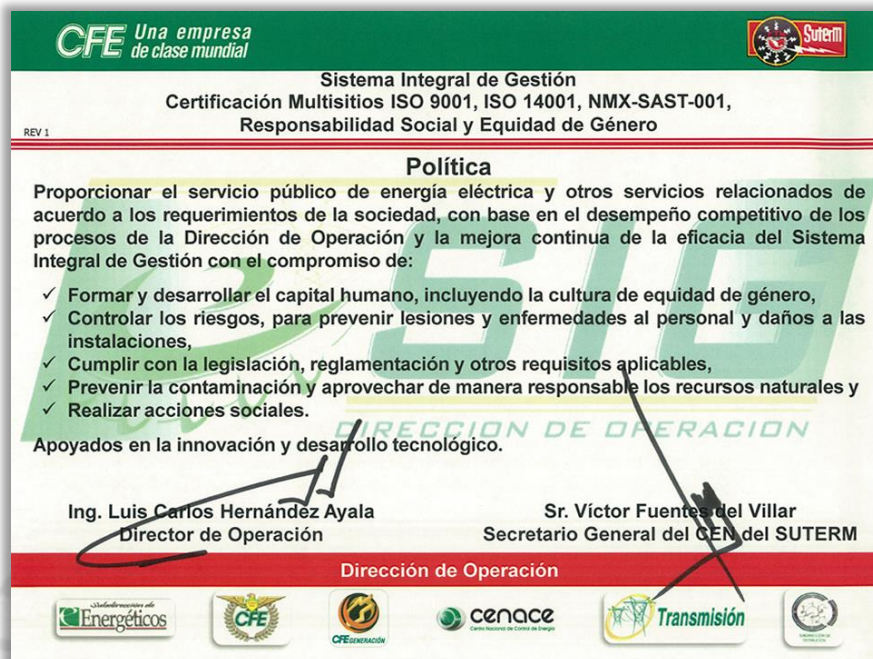 CFE Una empresa
de clase mundial
Suterm
Sistema Integral de Gestión
Certificación Multisitios ISO 9001, ISO 14001, NMX-SAST-001,
Responsabilidad Social y Equidad de Género
REV 1
Política
Proporcionar el servicio público de energía eléctrica y otros servicios relacionados de
acuerdo a los requerimientos de la sociedad, con base en el desempeño competitivo de los
procesos de la Dirección de Operación y la mejora continua de la eficacia del Sistema
Integral de Gestión con el compromiso de:
✓ Formar y desarrollar el capital humano, incluyendo la cultura de equidad de género,
✓ Controlar los riesgos, para prevenir lesiones y enfermedades al personal y daños a las
instalaciones,
✓ Cumplir con la legislación, reglamentación y otros requisitos aplicables,
✓ Prevenir la contaminación y aprovechar de manera responsable los recursos naturales y
✓ Realizar acciones sociales.
SIG
DIRECCION DE OPERACION
Apoyados en la innovación y desarrollo tecnológico.
Ing. Luis Carlos Hernández Ayala
Director de Operación
Sr. Víctor Fuentes del Villar
Secretario General del CEN del SUTERM
Dirección de Operación
Subdirección de
Energéticos
CFE
CFE GENERACIÓN
cenace
Centro Nacional de Control de Energía
Transmisión
SUBDIRECCIÓN DE
DISTRIBUCIÓN